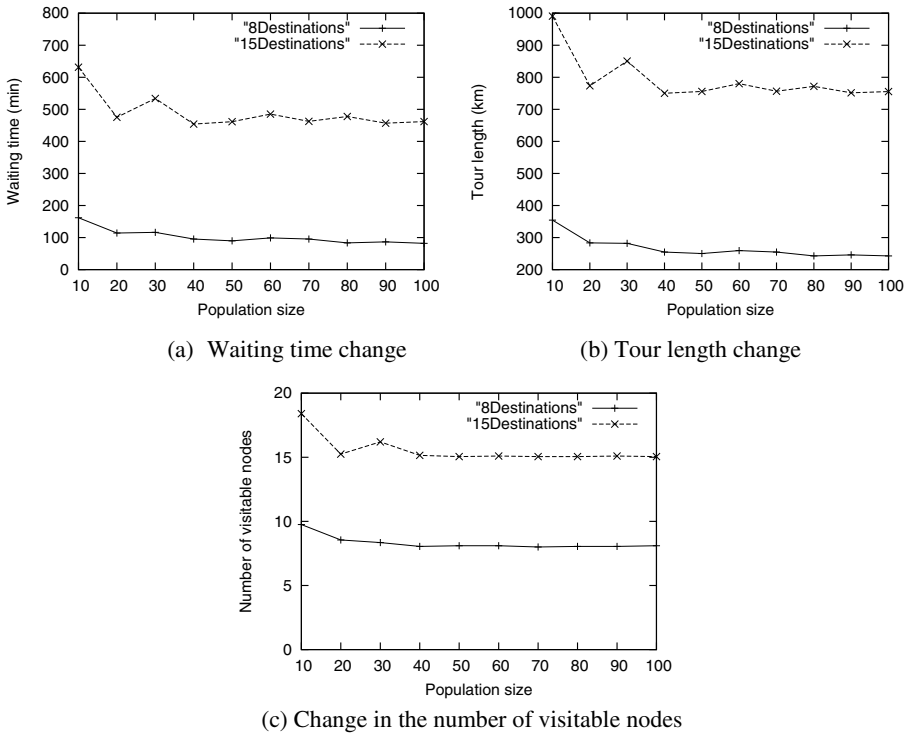 Waiting time (min)
800
700
600
500
400
300
200
100
0
10 20 30 40 50 60 70 80 90 100
Population size
"8Destinations"
"15Destinations"
(a) Waiting time change
Tour length (km)
1000
900
800
700
600
500
400
300
200
10 20 30 40 50 60 70 80 90 100
Population size
"8Destinations"
"15Destinations"
(b) Tour length change
Number of visitable nodes
20
15
10
5
0
10 20 30 40 50 60 70 80 90 100
Population size
"8Destinations"
"15Destinations"
(c) Change in the number of visitable nodes